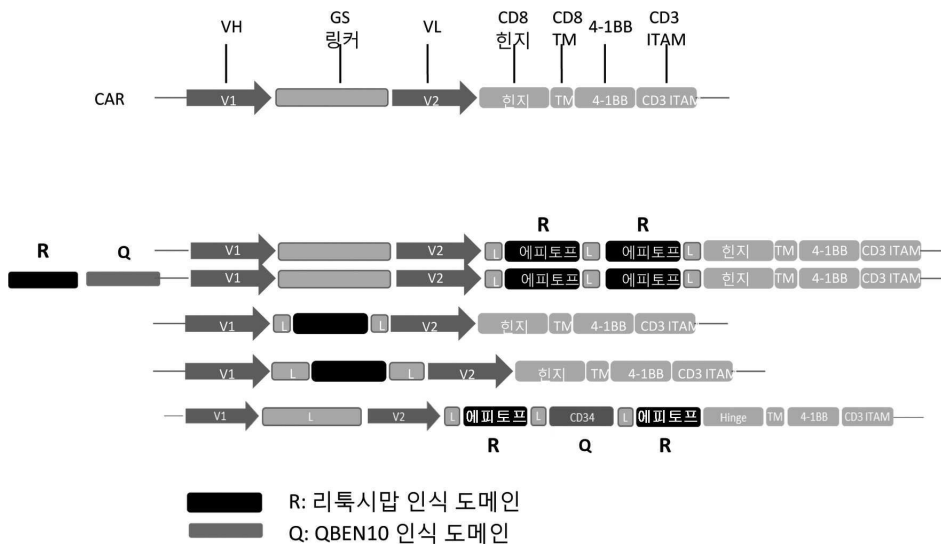 VH GS 링커 VL CD8 힌지 CD8 TM 4-1BB CD3 ITAM
CAR V1 V2 힌지 TM 4-1BB CD3 ITAM
R R
R Q
V1 V2 L 에피토프 L 에피토프 L 힌지 TM 4-1BB CD3 ITAM
V1 V2 L 에피토프 L 에피토프 L 힌지 TM 4-1BB CD3 ITAM
V1 L L V2 힌지 TM 4-1BB CD3 ITAM
V1 L L V2 힌지 TM 4-1BB CD3 ITAM
V1 L V2 L 에피토프 L CD34 L 에피토프 Hinge TM 4-1BB CD3 ITAM
R Q R
R: 리툭시맙 인식 도메인
Q: QBEN10 인식 도메인